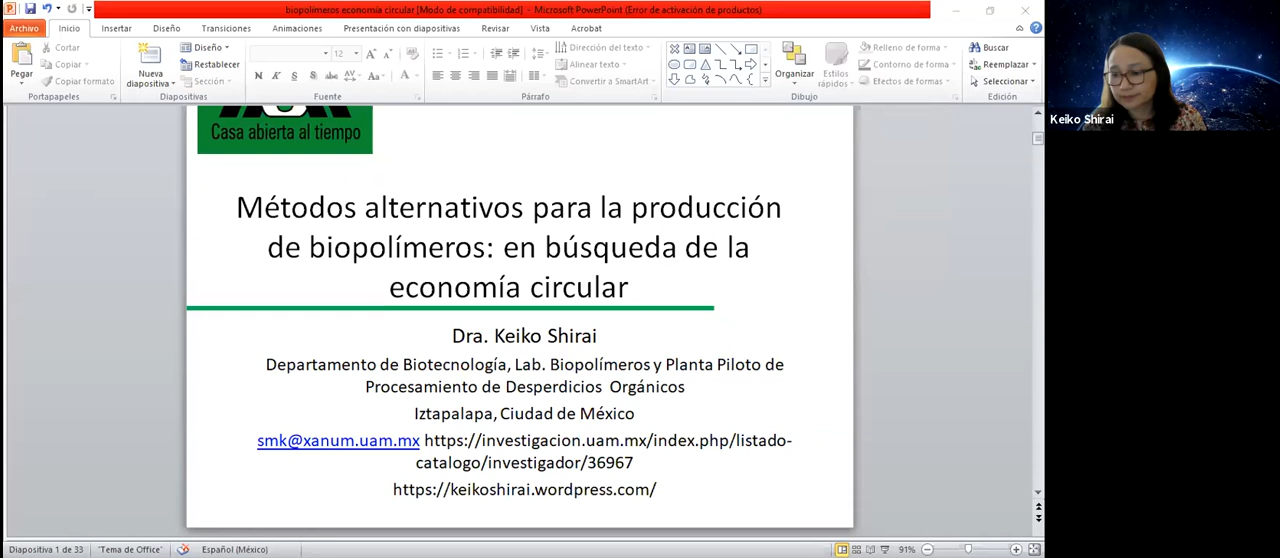 biopolímeros economía circular [Modo de compatibilidad] - Microsoft PowerPoint (Error de activación de productos)
Archivo Inicio Insertar Diseño Transiciones Animaciones Presentación con diapositivas Revisar Vista Acrobat
Pegar
Cortar
Copiar
Copiar formato
Portapapeles
Nueva
diapositiva
Diseño
Restablecer
Sección
Diapositivas
12
N K S S abc AV Aa A
Fuente
Párrafo
Dirección del texto
Alinear texto
Convertir a SmartArt
Organizar
Estilos
rápidos
Relleno de forma
Contorno de forma
Efectos de formas
Dibujo
Buscar
Reemplazar
Seleccionar
Edición
Keiko Shirai
Casa abierta al tiempo
Métodos alternativos para la producción
de biopolímeros: en búsqueda de la
economía circular
Dra. Keiko Shirai
Departamento de Biotecnología, Lab. Biopolímeros y Planta Piloto de
Procesamiento de Desperdicios Orgánicos
Iztapalapa, Ciudad de México
smk@xanum.uam.mx https://investigacion.uam.mx/index.php/listado-
catalogo/investigador/36967
https://keikoshirai.wordpress.com/
Diapositiva 1 de 33 "Tema de Office" Español (México) 91%